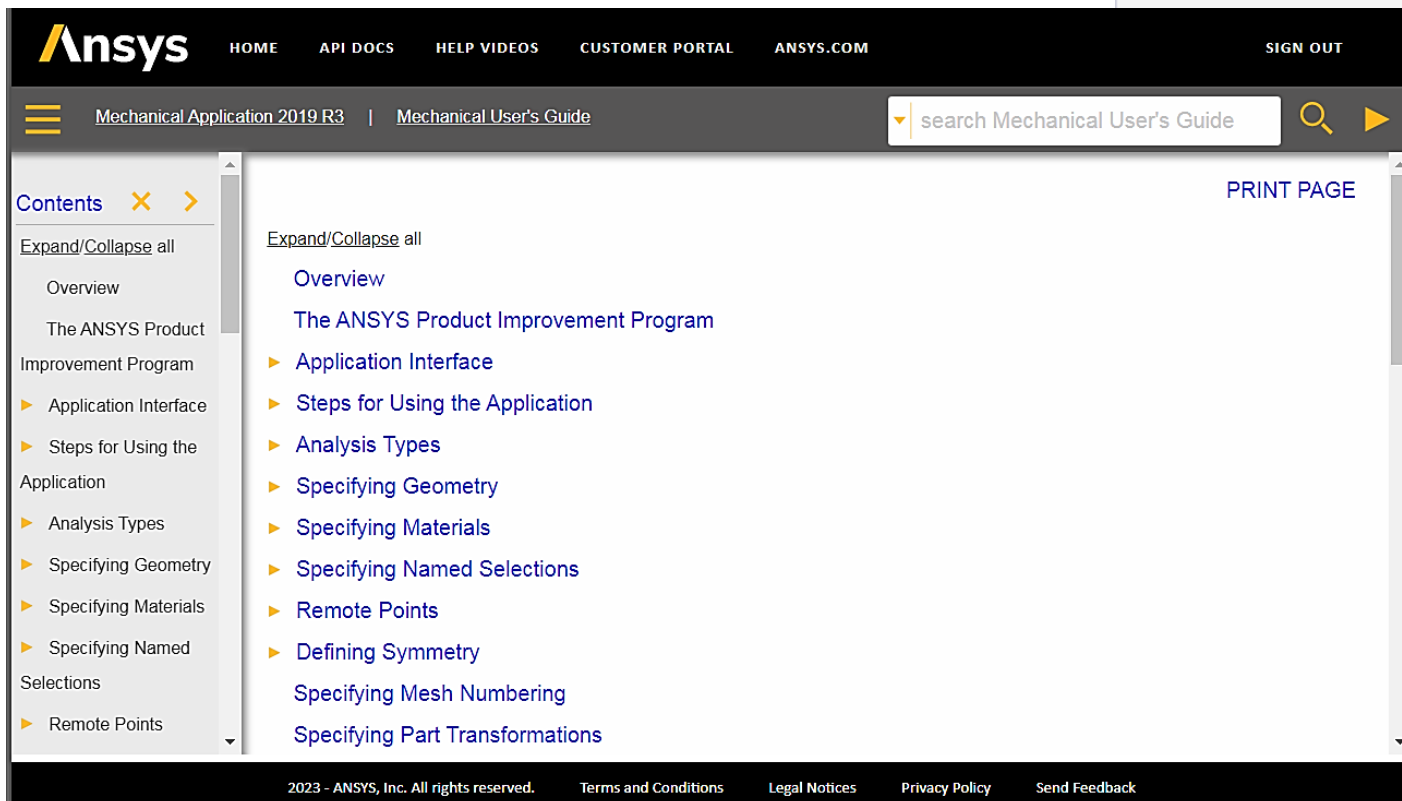 Ansys HOME API DOCS HELP VIDEOS CUSTOMER PORTAL ANSYS.COM SIGN OUT
Mechanical Application 2019 R3 | Mechanical User's Guide search Mechanical User's Guide
Contents
Expand/Collapse all
Overview
The ANSYS Product
Improvement Program
Application Interface
Steps for Using the
Application
Analysis Types
Specifying Geometry
Specifying Materials
Specifying Named
Selections
Remote Points
PRINT PAGE
Expand/Collapse all
Overview
The ANSYS Product Improvement Program
Application Interface
Steps for Using the Application
Analysis Types
Specifying Geometry
Specifying Materials
Specifying Named Selections
Remote Points
Defining Symmetry
Specifying Mesh Numbering
Specifying Part Transformations
2023 - ANSYS, Inc. All rights reserved. Terms and Conditions Legal Notices Privacy Policy Send Feedback